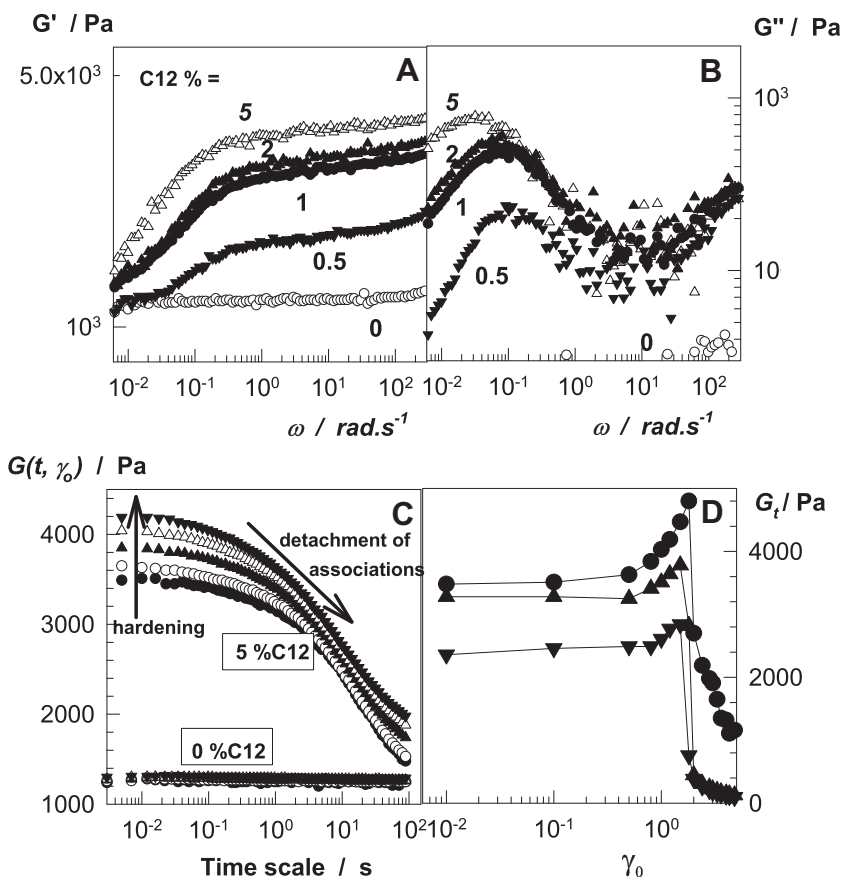 G' / Pa
G'' / Pa
5.0x10³
C12 % =
A
B
5
5
10³
2
2
1
1
0.5
0.5
10
0
0
10³
10⁻²
10⁻¹
10⁰
10¹
10²
10⁻²
10⁻¹
10⁰
10¹
10²
ω / rad.s⁻¹
ω / rad.s⁻¹
G(t, γₒ) / Pa
C
D
Gₜ / Pa
4000
detachment of
associations
4000
3000
hardening
5 %C12
2000
2000
0 %C12
1000
0
10⁻²
10⁻¹
10⁰
10¹
10²
10⁻²
10⁻¹
10⁰
Time scale / s
γ₀